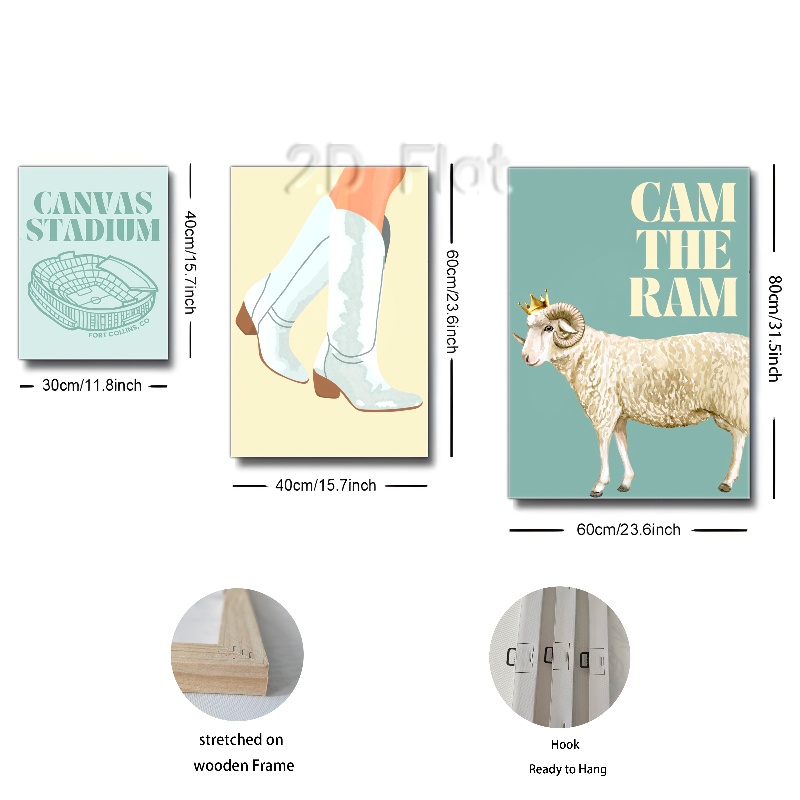 2D Flat
CANVAS
STADIUM
FORT COLLINS, CO
40cm/15.7inch
30cm/11.8inch
60cm/23.6inch
40cm/15.7inch
CAM
THE
RAM
80cm/31.5inch
60cm/23.6inch
stretched on
wooden Frame
Hook
Ready to Hang